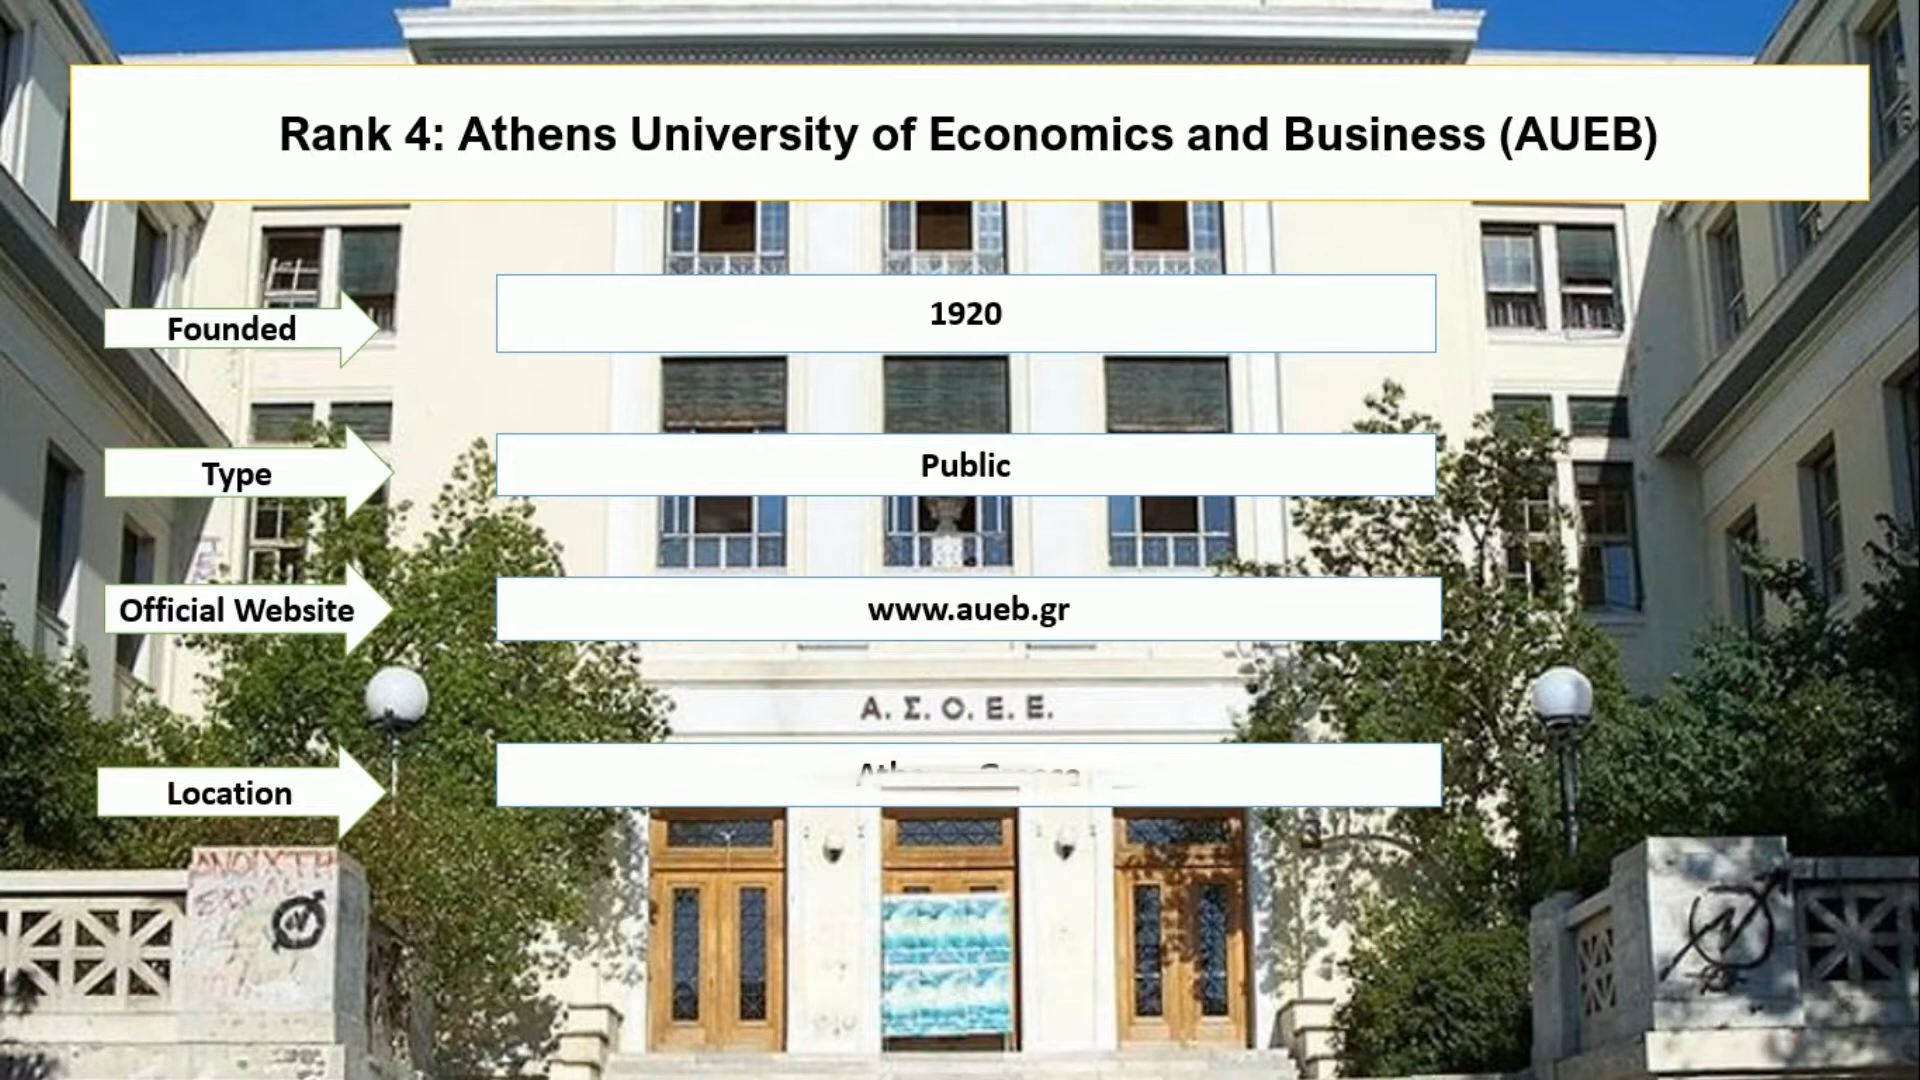 Rank 4: Athens University of Economics and Business (AUEB)
Founded
1920
Type
Public
Official Website
www.aueb.gr
Α. Σ. Ο. Ε. Ε.
Location
ΑΝΟΙΧΤΗ